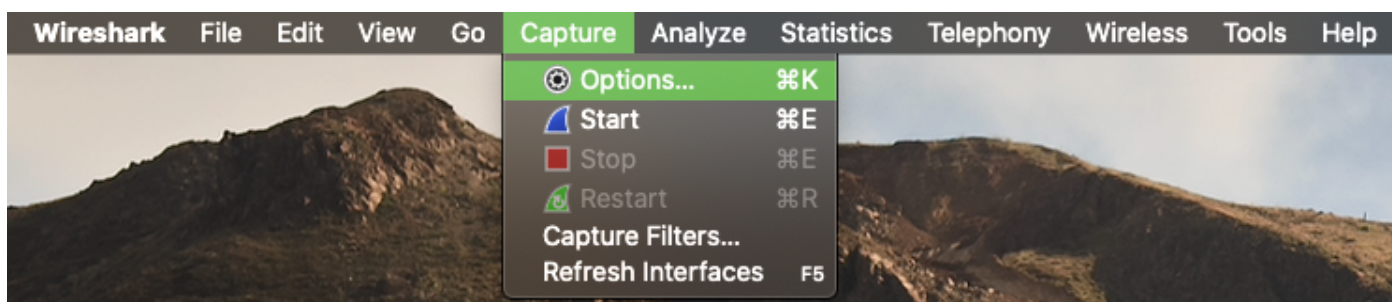 Wireshark File Edit View Go Capture Analyze Statistics Telephony Wireless Tools Help
Options... ⌘K
Start ⌘E
Stop ⌘E
Restart ⌘R
Capture Filters...
Refresh Interfaces F5